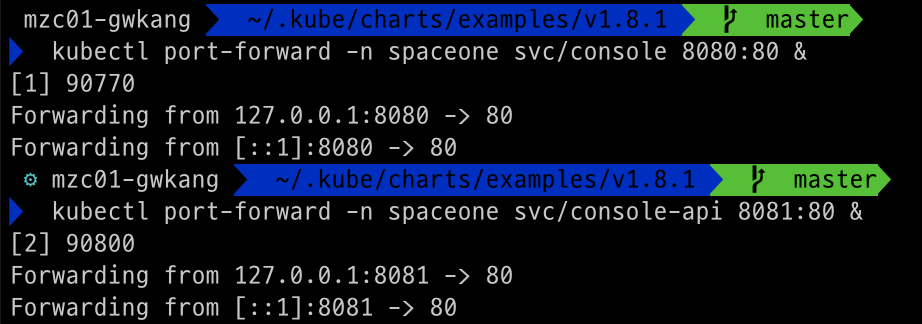 mzc01-gwkang ~/.kube/charts/examples/v1.8.1 master
kubectl port-forward -n spaceone svc/console 8080:80 &
[1] 90770
Forwarding from 127.0.0.1:8080 -> 80
Forwarding from [::1]:8080 -> 80
⚙ mzc01-gwkang ~/.kube/charts/examples/v1.8.1 master
kubectl port-forward -n spaceone svc/console-api 8081:80 &
[2] 90800
Forwarding from 127.0.0.1:8081 -> 80
Forwarding from [::1]:8081 -> 80